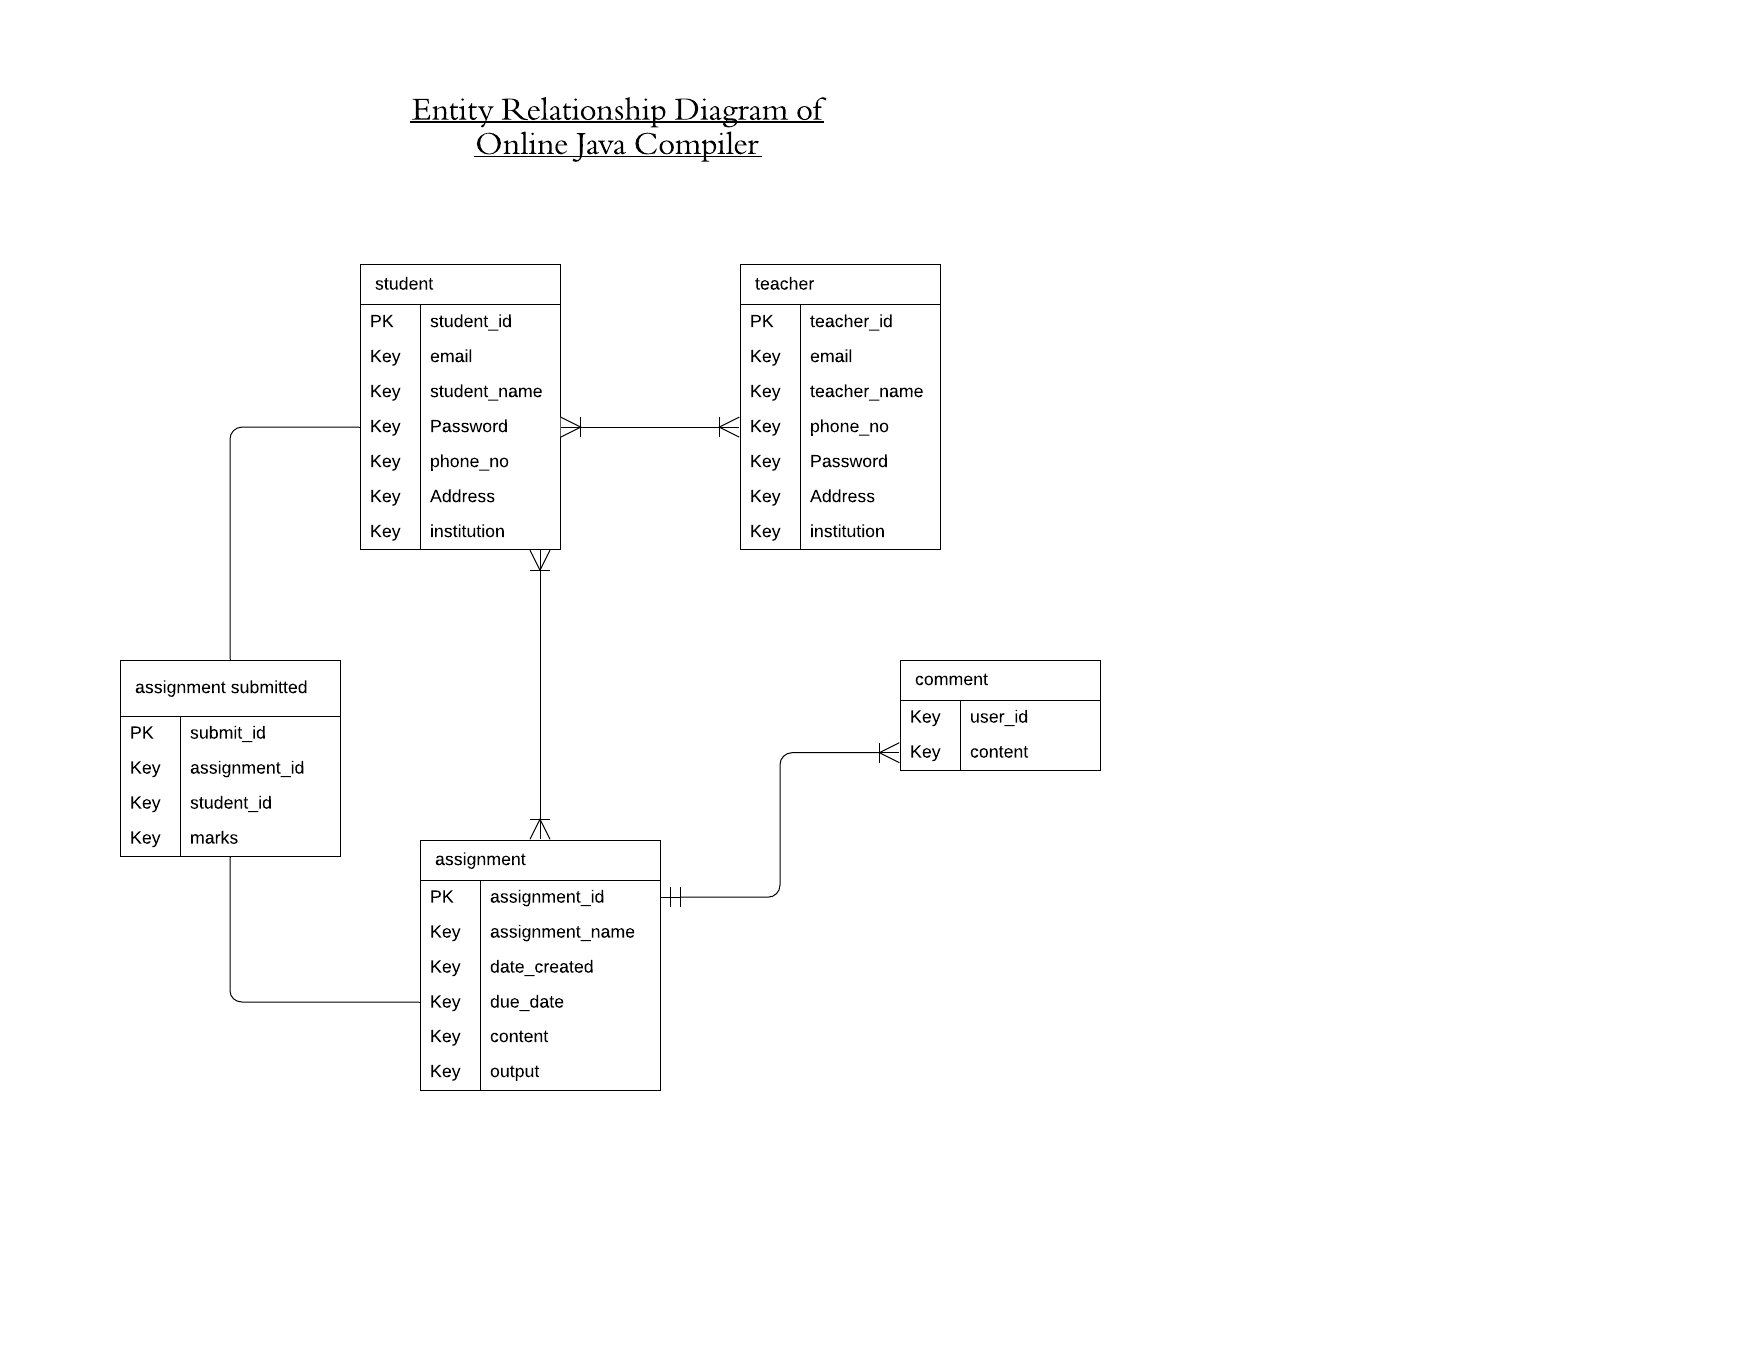 Entity Relationship Diagram of
Online Java Compiler
student
PK student_id
Key email
Key student_name
Key Password
Key phone_no
Key Address
Key institution
teacher
PK teacher_id
Key email
Key teacher_name
Key phone_no
Key Password
Key Address
Key institution
assignment submitted
PK submit_id
Key assignment_id
Key student_id
Key marks
comment
Key user_id
Key content
assignment
PK assignment_id
Key assignment_name
Key date_created
Key due_date
Key content
Key output